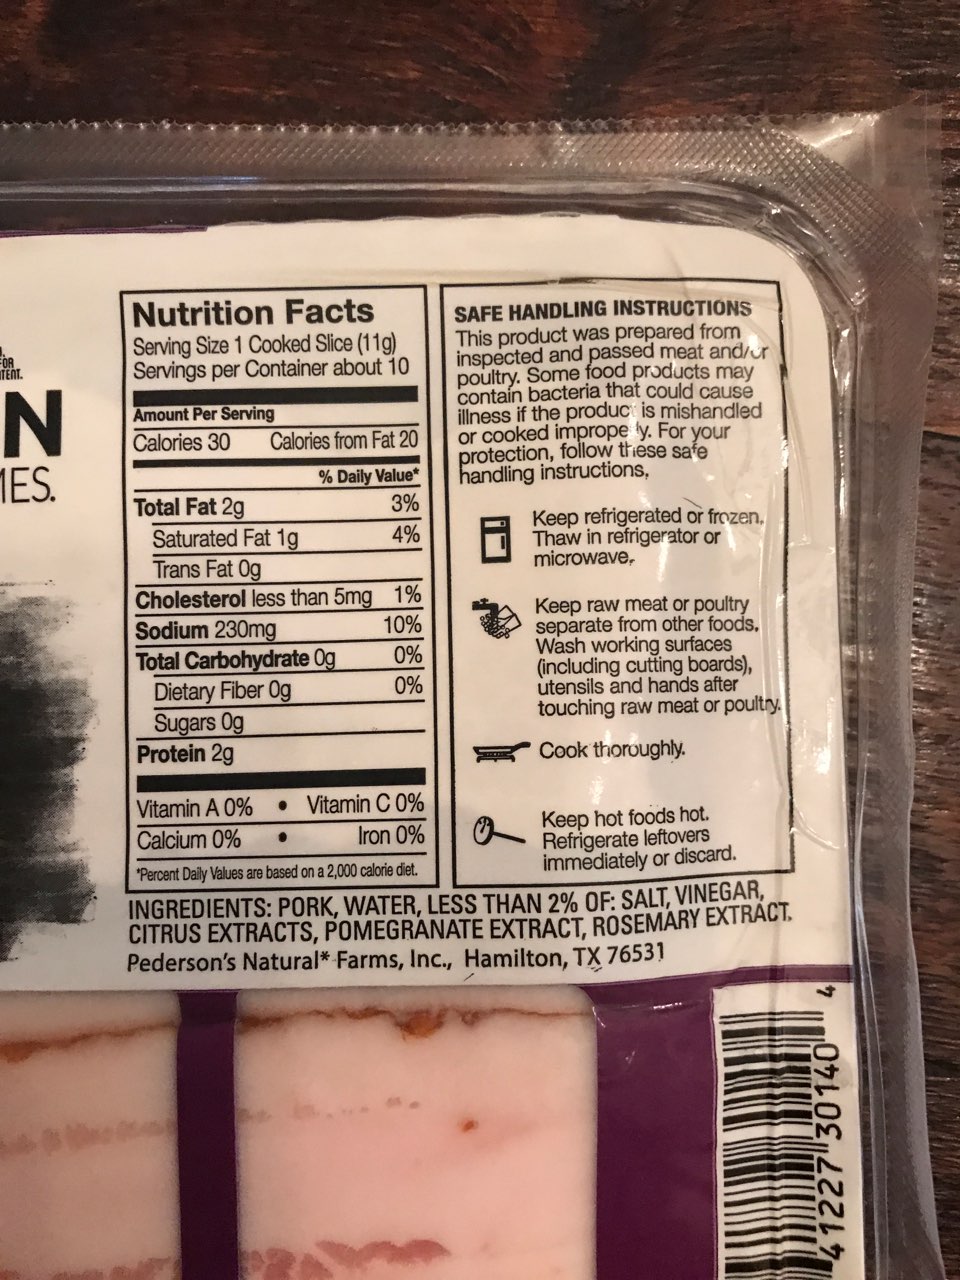 FOR
N
Nutrition Facts
Serving Size 1 Cooked Slice (11g)
Servings per Container about 10
Amount Per Serving
Calories 30 Calories from Fat 20
% Daily Value*
Total Fat 2g 3%
Saturated Fat 1g 4%
Trans Fat 0g
Cholesterol less than 5mg 1%
Sodium 230mg 10%
Total Carbohydrate 0g 0%
Dietary Fiber 0g 0%
Sugars 0g
Protein 2g
Vitamin A 0% • Vitamin C 0%
Calcium 0% • Iron 0%
*Percent Daily Values are based on a 2,000 calorie diet.
SAFE HANDLING INSTRUCTIONS
This product was prepared from
inspected and passed meat and/or
poultry. Some food products may
contain bacteria that could cause
illness if the product is mishandled
or cooked improperly. For your
protection, follow these safe
handling instructions.
Keep refrigerated or frozen.
Thaw in refrigerator or
microwave.
Keep raw meat or poultry
separate from other foods.
Wash working surfaces
(including cutting boards),
utensils and hands after
touching raw meat or poultry.
Cook thoroughly.
Keep hot foods hot.
Refrigerate leftovers
immediately or discard.
INGREDIENTS: PORK, WATER, LESS THAN 2% OF: SALT, VINEGAR,
CITRUS EXTRACTS, POMEGRANATE EXTRACT, ROSEMARY EXTRACT.
Pederson's Natural* Farms, Inc., Hamilton, TX 76531
41227 30140 4